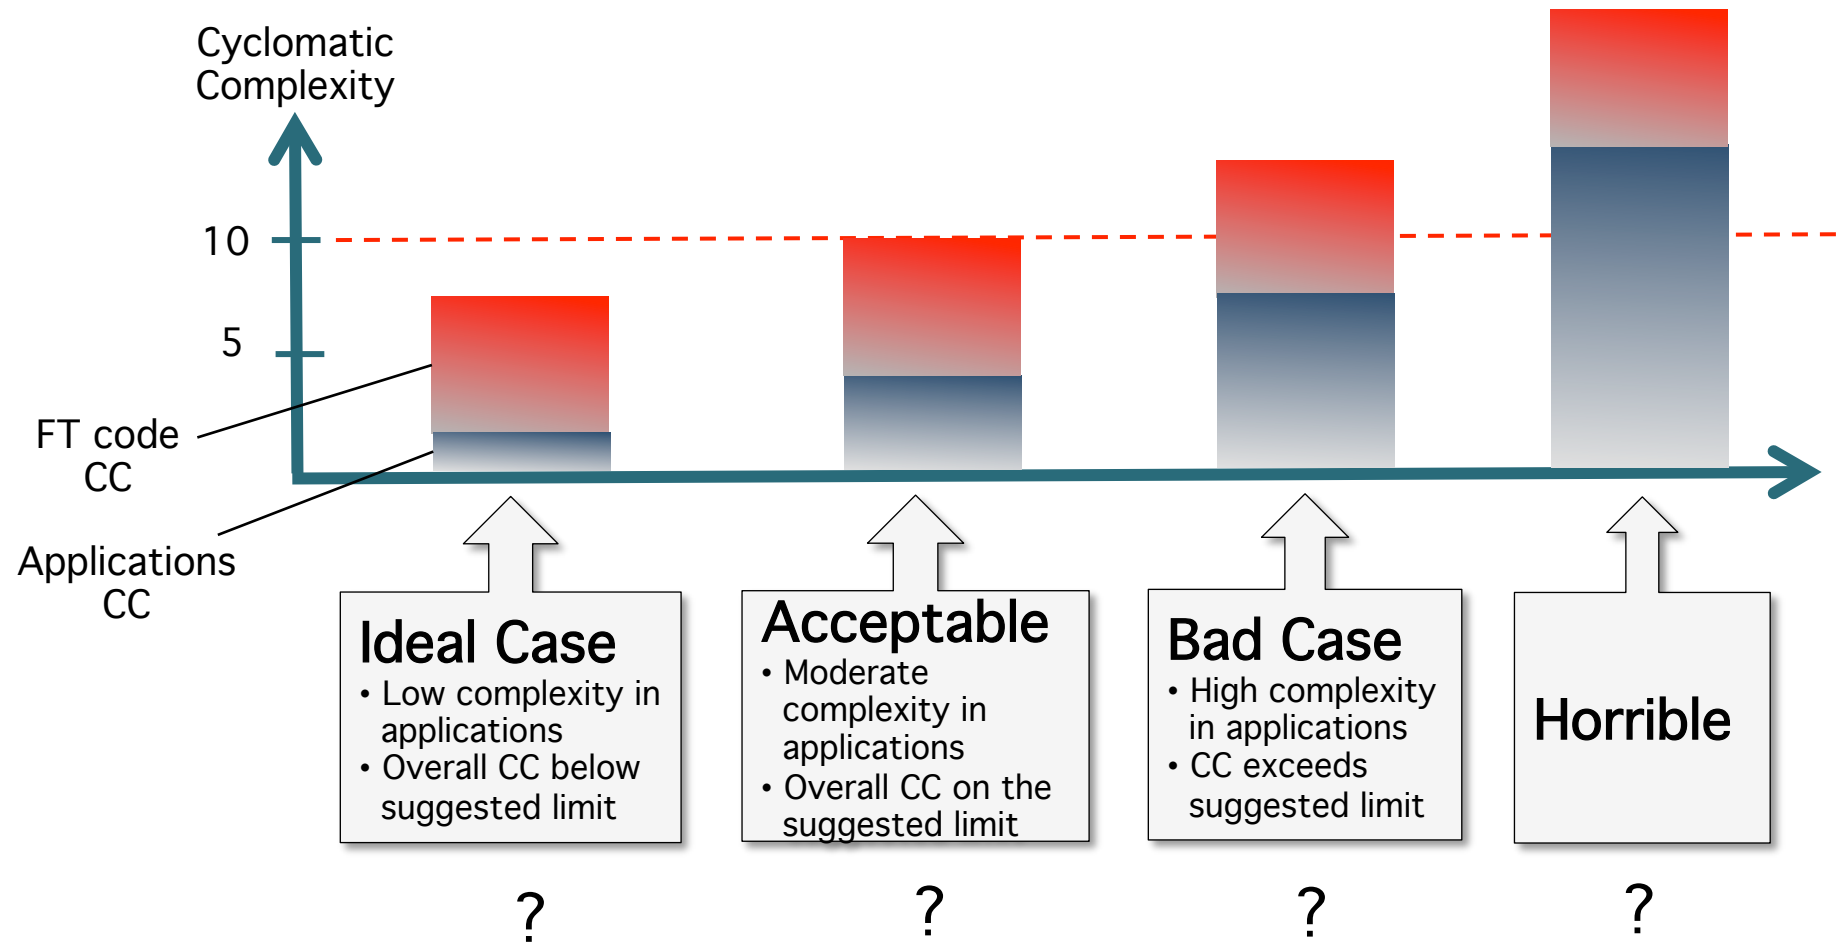 Cyclomatic
Complexity
10
5
FT code
CC
Applications
CC
Ideal Case
• Low complexity in
applications
• Overall CC below
suggested limit
Acceptable
• Moderate
complexity in
applications
• Overall CC on the
suggested limit
Bad Case
• High complexity
in applications
• CC exceeds
suggested limit
Horrible
?
?
?
?